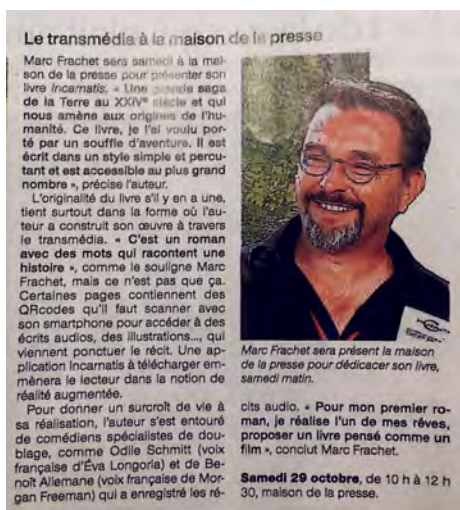 Le transmédia à la maison de la presse
Marc Frachet sera samedi à la mai-
son de la presse pour présenter son
livre Incarnatis. « Une grande saga
de la Terre au XXIVe siècle et qui
nous amène aux origines de l'hu-
manité. Ce livre, je l'ai voulu por-
té par un souffle d'aventure. Il est
écrit dans un style simple et percu-
tant et est accessible au plus grand
nombre », précise l'auteur.
L'originalité du livre s'il y en a une,
tient surtout dans la forme où l'au-
teur a construit son œuvre à travers
le transmédia. « C'est un roman
avec des mots qui racontent une
histoire », comme le souligne Marc
Frachet, mais ce n'est pas que ça.
Certaines pages contiennent des
QRcodes qu'il faut scanner avec
son smartphone pour accéder à des
écrits audios, des illustrations..., qui
viennent ponctuer le récit. Une ap-
plication Incarnatis à télécharger em-
mènera le lecteur dans la notion de
réalité augmentée.
Pour donner un surcroît de vie à
sa réalisation, l'auteur s'est entouré
de comédiens spécialistes de dou-
blage, comme Odile Schmitt (voix
française d'Éva Longoria) et de Be-
noît Allemane (voix française de Mor-
gan Freeman) qui a enregistré les ré-
Marc Frachet sera présent la maison
de la presse pour dédicacer son livre,
samedi matin.
cits audio. « Pour mon premier ro-
man, je réalise l'un de mes rêves,
proposer un livre pensé comme un
film », conclut Marc Frachet.
Samedi 29 octobre, de 10 h à 12 h
30, maison de la presse.